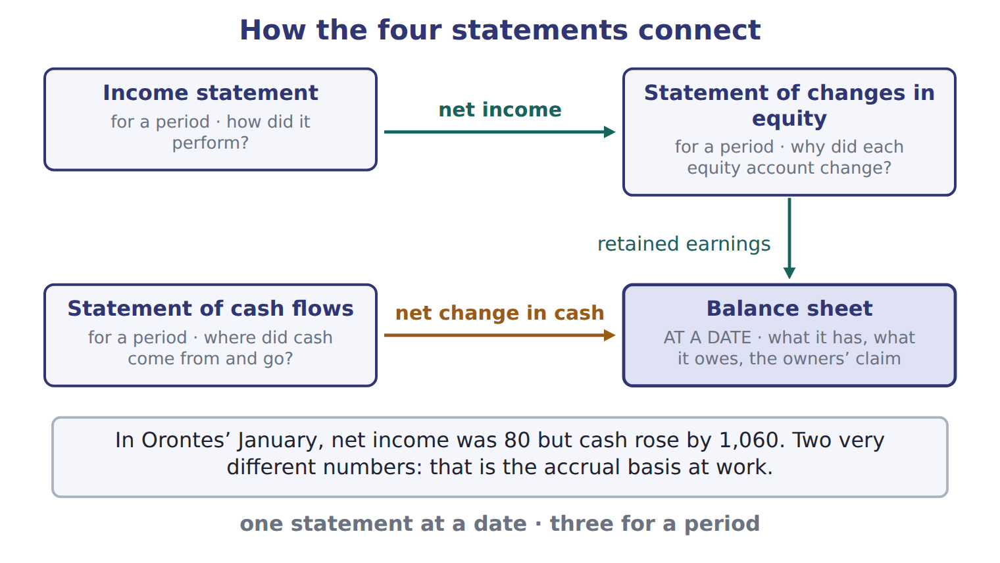 How the four statements connect
Income statement
for a period · how did it
perform?
net income
Statement of changes in
equity
for a period · why did each
equity account change?
retained earnings
Statement of cash flows
for a period · where did cash
come from and go?
net change in cash
Balance sheet
AT A DATE · what it has, what
it owes, the owners’ claim
In Orontes’ January, net income was 80 but cash rose by 1,060. Two very
different numbers: that is the accrual basis at work.
one statement at a date · three for a period